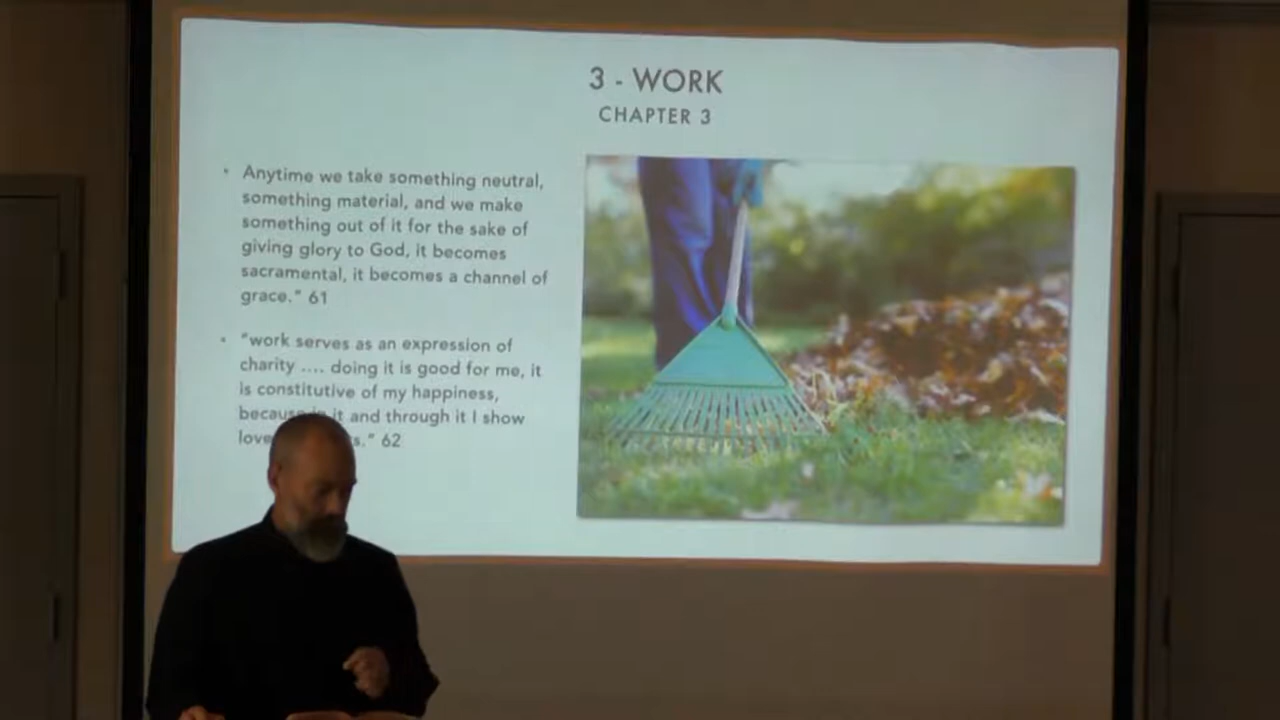 3 - WORK
CHAPTER 3
• Anytime we take something neutral,
something material, and we make
something out of it for the sake of
giving glory to God, it becomes
sacramental, it becomes a channel of
grace." 61
• "work serves as an expression of
charity .... doing it is good for me, it
is constitutive of my happiness,
because in it and through it I show
love s." 62